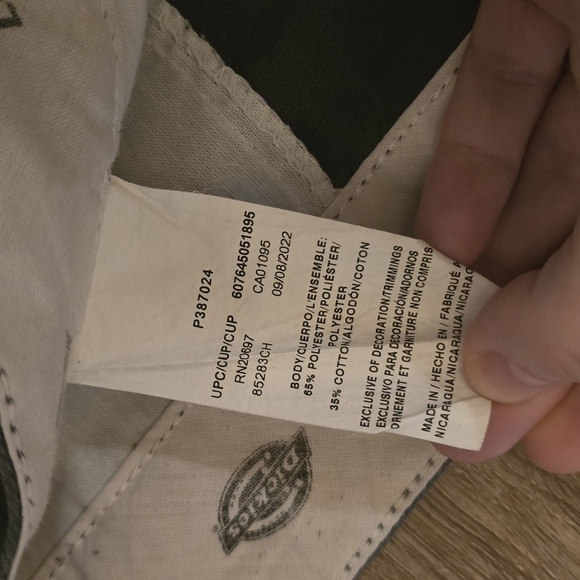 P387024
UPC/CUP/CUP 607645051895
RN20697 CA01095
85283CH 09/08/2022
BODY/CUERPO/L'ENSEMBLE:
65% POLYESTER/POLIÉSTER/
POLYESTER
35% COTTON/ALGODÓN/COTON
EXCLUSIVE OF DECORATION/TRIMMINGS
EXCLUSIVO PARA DECORACIÓN/ADORNOS
ORNEMENT ET GARNITURE NON COMPRIS
MADE IN / HECHO EN / FABRIQUÉ A
NICARAGUA/NICARAGUA/NICARAG
Dickies